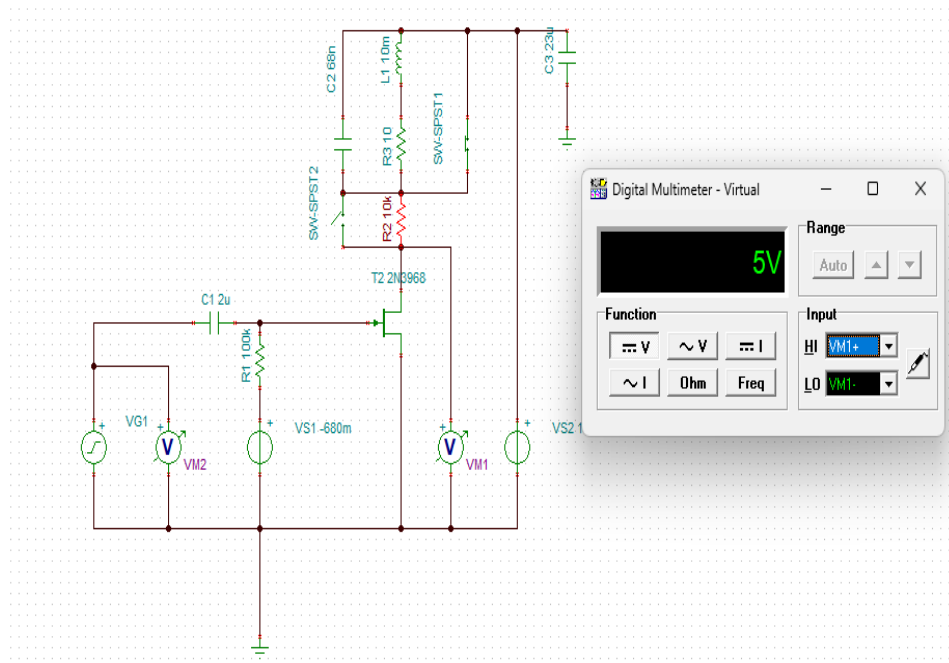 C2 68n
L1 10m
R3 10
SW-SPST1
C3 23u
SW-SPST2
R2 10k
T2 2N3968
C1 2u
R1 100k
VG1
V
VM2
VS1 -680m
V
VM1
VS2 1
Digital Multimeter - Virtual
5V
Range
Auto
Function
V
~ V
I
~ I
Ohm
Freq
Input
HI VM1+
LO VM1-